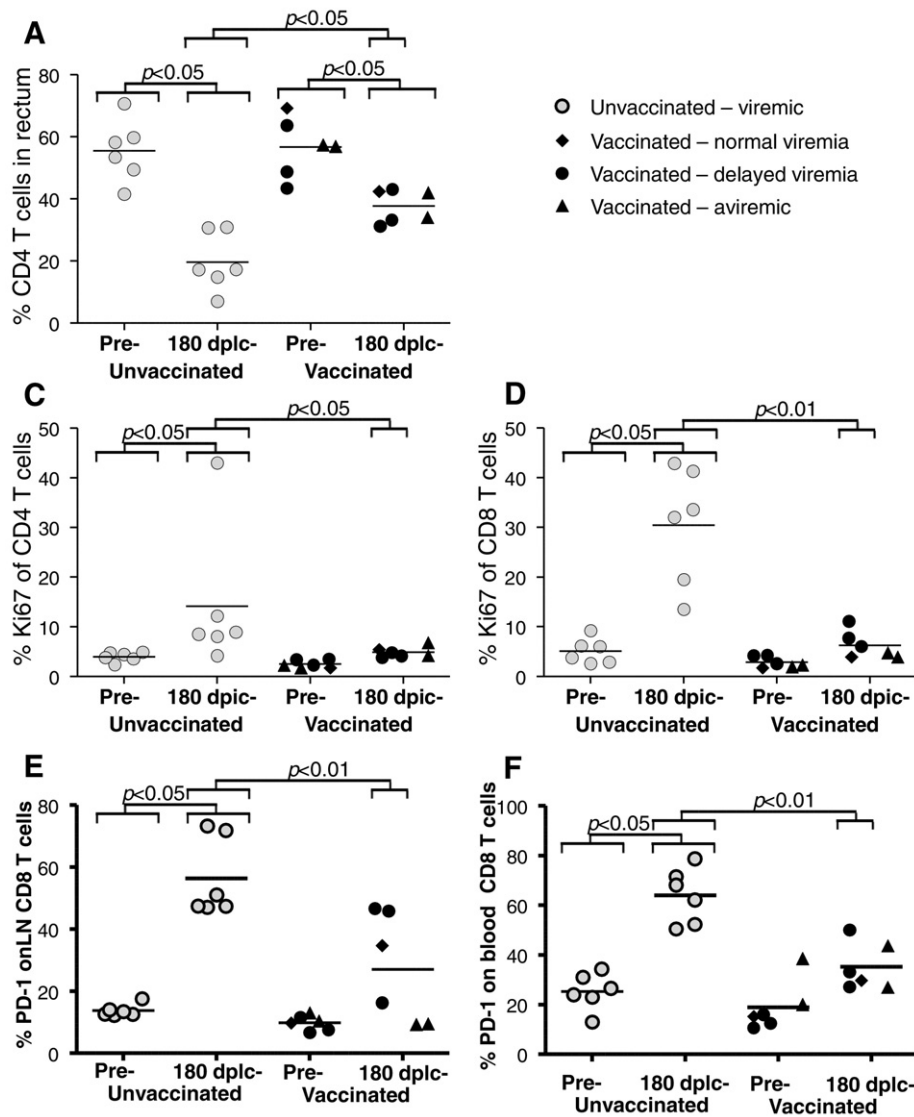 A
p<0.05
p<0.05
p<0.05
80
60
40
20
0
% CD4 T cells in rectum
Pre-
180 dplc-
Pre-
180 dplc-
Unvaccinated
Vaccinated
Unvaccinated – viremic
Vaccinated – normal viremia
Vaccinated – delayed viremia
Vaccinated – aviremic
C
p<0.05
p<0.05
50
40
30
20
10
0
% Ki67 of CD4 T cells
Pre-
180 dpic-
Pre-
180 dplc-
Unvaccinated
Vaccinated
D
p<0.01
p<0.05
50
40
30
20
10
0
% Ki67 of CD8 T cells
Pre-
180 dpic-
Pre-
180 dplc-
Unvaccinated
Vaccinated
E
p<0.01
p<0.05
80
60
40
20
0
% PD-1 onLN CD8 T cells
Pre-
180 dplc-
Pre-
180 dplc-
Unvaccinated
Vaccinated
F
p<0.01
p<0.05
100
80
60
40
20
0
% PD-1 on blood CD8 T cells
Pre-
180 dplc-
Pre-
180 dplc-
Unvaccinated
Vaccinated